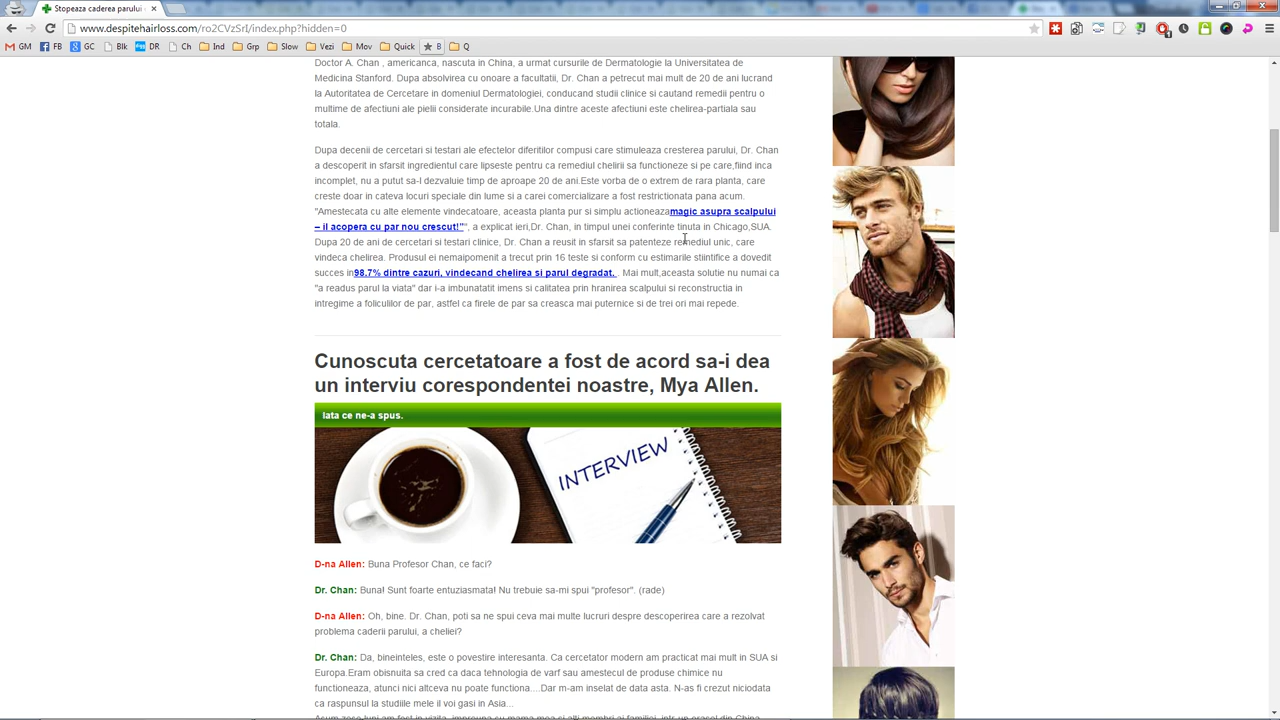 Stopeaza caderea parului -
www.despitehairloss.com/ro2CVzSrI/index.php?hidden=0
GM FB GC Blk DR Ch Ind Grp Slow Vezi Mov Quick B Q
Doctor A. Chan , americanca, nascuta in China, a urmat cursurile de Dermatologie la Universitatea de
Medicina Stanford. Dupa absolvirea cu onoare a facultatii, Dr. Chan a petrecut mai mult de 20 de ani lucrand
la Autoritatea de Cercetare in domeniul Dermatologiei, conducand studii clinice si cautand remedii pentru o
multime de afectiuni ale pielii considerate incurabile.Una dintre aceste afectiuni este chelirea-partiala sau
totala.
Dupa decenii de cercetari si testari ale efectelor diferitilor compusi care stimuleaza cresterea parului, Dr. Chan
a descoperit in sfarsit ingredientul care lipseste pentru ca remediul chelirii sa functioneze si pe care,fiind inca
incomplet, nu a putut sa-l dezvaluie timp de aproape 20 de ani.Este vorba de o extrem de rara planta, care
creste doar in cateva locuri speciale din lume si a carei comercializare a fost restrictionata pana acum.
"Amestecata cu alte elemente vindecatoare, aceasta planta pur si simplu actioneazamagic asupra scalpului
– il acopera cu par nou crescut!"", a explicat ieri,Dr. Chan, in timpul unei conferinte tinuta in Chicago,SUA.
Dupa 20 de ani de cercetari si testari clinice, Dr. Chan a reusit in sfarsit sa patenteze remediul unic, care
vindeca chelirea. Produsul ei nemaipomenit a trecut prin 16 teste si conform cu estimarile stintifice a dovedit
succes in98.7% dintre cazuri, vindecand chelirea si parul degradat. . Mai mult,aceasta solutie nu numai ca
"a readus parul la viata" dar i-a imbunatatit imens si calitatea prin hranirea scalpului si reconstructia in
intregime a foliculilor de par, astfel ca firele de par sa creasca mai puternice si de trei ori mai repede.
Cunoscuta cercetatoare a fost de acord sa-i dea
un interviu corespondentei noastre, Mya Allen.
Iata ce ne-a spus.
INTERVIEW
D-na Allen: Buna Profesor Chan, ce faci?
Dr. Chan: Buna! Sunt foarte entuziasmata! Nu trebuie sa-mi spui "profesor". (rade)
D-na Allen: Oh, bine. Dr. Chan, poti sa ne spui ceva mai multe lucruri despre descoperirea care a rezolvat
problema caderii parului, a cheliei?
Dr. Chan: Da, bineinteles, este o povestire interesanta. Ca cercetator modern am practicat mai mult in SUA si
Europa.Eram obisnuita sa cred ca daca tehnologia de varf sau amestecul de produse chimice nu
functioneaza, atunci nici altceva nu poate functiona....Dar m-am inselat de data asta. N-as fi crezut niciodata
ca raspunsul la studiile mele il voi gasi in Asia...